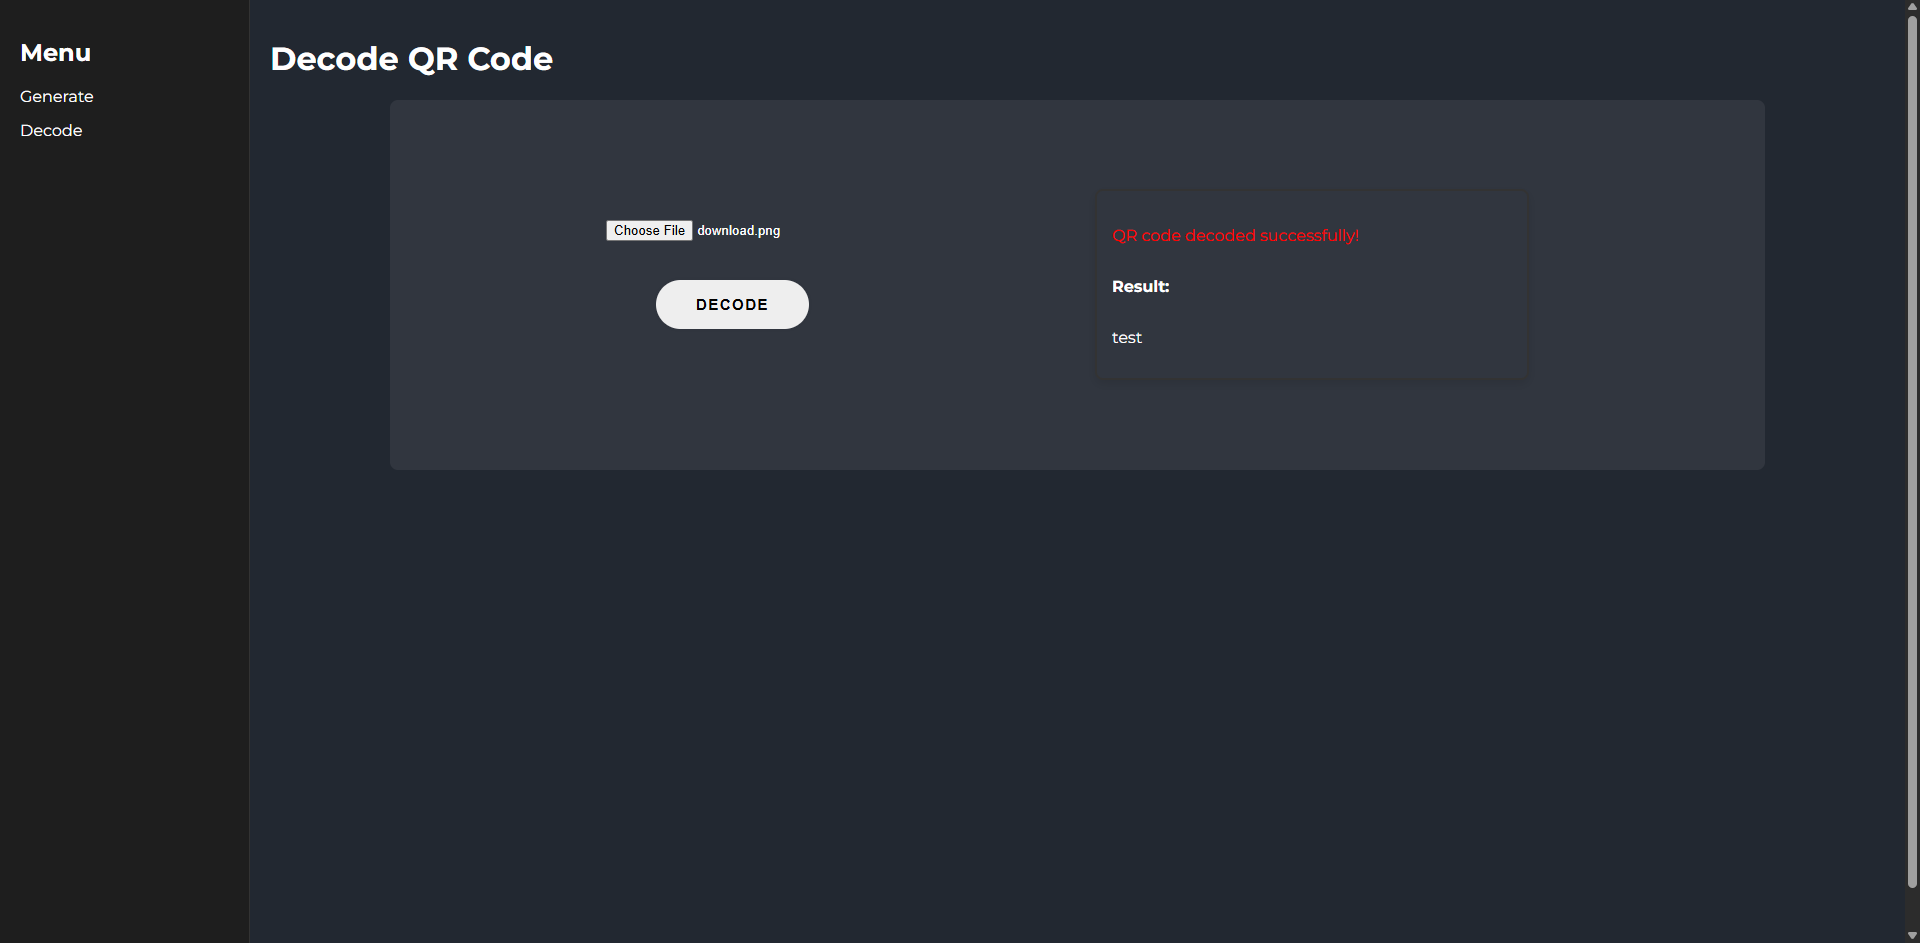 Menu
Generate
Decode
Decode QR Code
Choose File download.png
DECODE
QR code decoded successfully!
Result:
test